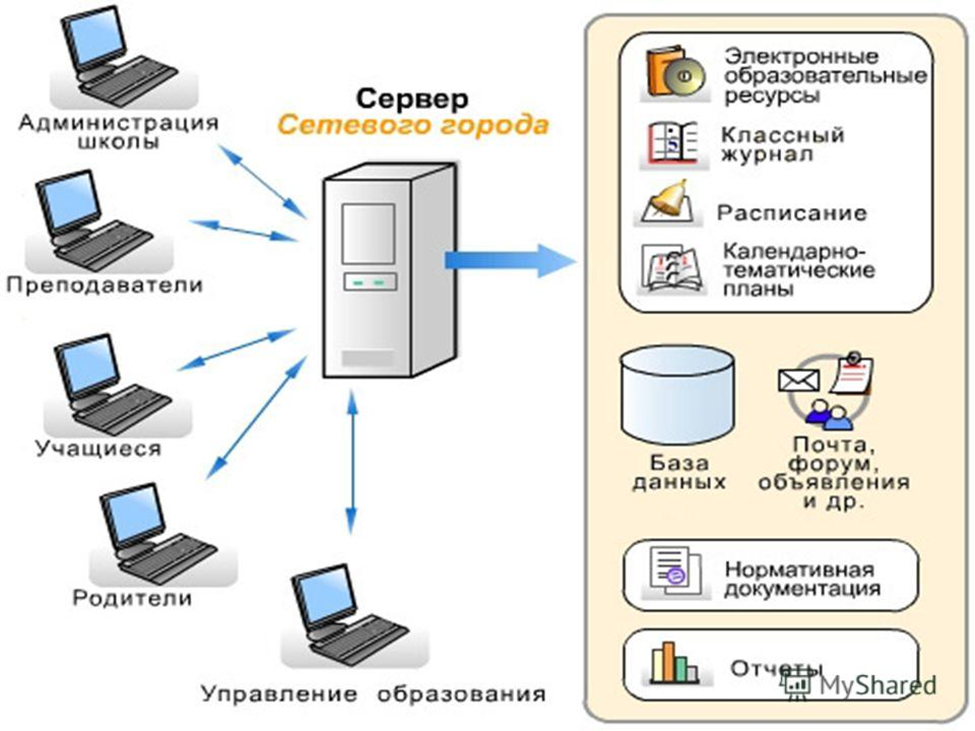 Администрация
школы
Преподаватели
Учащиеся
Родители
Управление образования
Сервер
Сетевого города
Электронные
образовательные
ресурсы
Классный
журнал
Расписание
Календарно-
тематические
планы
База
данных
Почта,
форум,
объявления
и др.
Нормативная
документация
Отчеты
MyShared